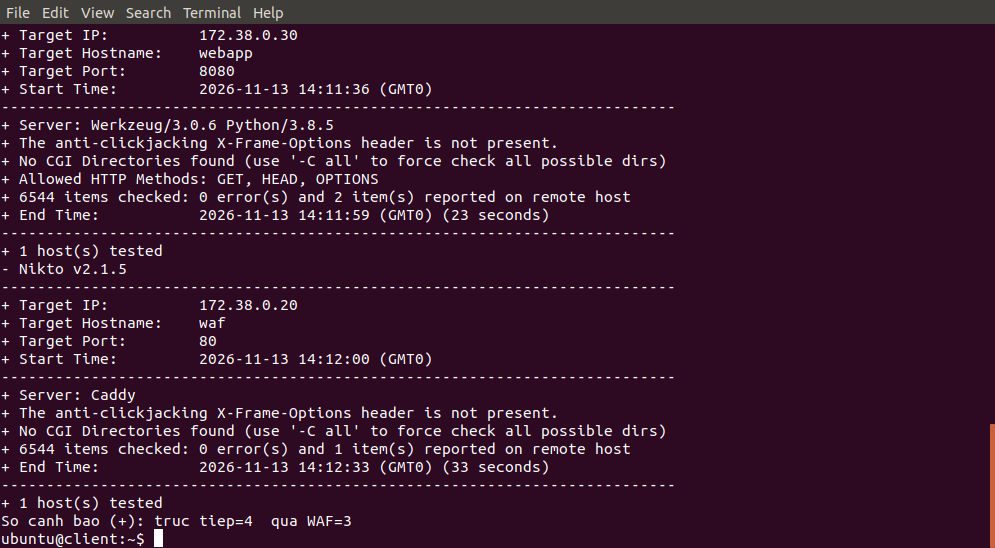 File Edit View Search Terminal Help
+ Target IP:          172.38.0.30
+ Target Hostname:    webapp
+ Target Port:        8080
+ Start Time:         2026-11-13 14:11:36 (GMT0)
---------------------------------------------------------------------------
+ Server: Werkzeug/3.0.6 Python/3.8.5
+ The anti-clickjacking X-Frame-Options header is not present.
+ No CGI Directories found (use '-C all' to force check all possible dirs)
+ Allowed HTTP Methods: GET, HEAD, OPTIONS
+ 6544 items checked: 0 error(s) and 2 item(s) reported on remote host
+ End Time:           2026-11-13 14:11:59 (GMT0) (23 seconds)
---------------------------------------------------------------------------
+ 1 host(s) tested
- Nikto v2.1.5
---------------------------------------------------------------------------
+ Target IP:          172.38.0.20
+ Target Hostname:    waf
+ Target Port:        80
+ Start Time:         2026-11-13 14:12:00 (GMT0)
---------------------------------------------------------------------------
+ Server: Caddy
+ The anti-clickjacking X-Frame-Options header is not present.
+ No CGI Directories found (use '-C all' to force check all possible dirs)
+ 6544 items checked: 0 error(s) and 1 item(s) reported on remote host
+ End Time:           2026-11-13 14:12:33 (GMT0) (33 seconds)
---------------------------------------------------------------------------
+ 1 host(s) tested
So canh bao (+): truc tiep=4  qua WAF=3
ubuntu@client:~$